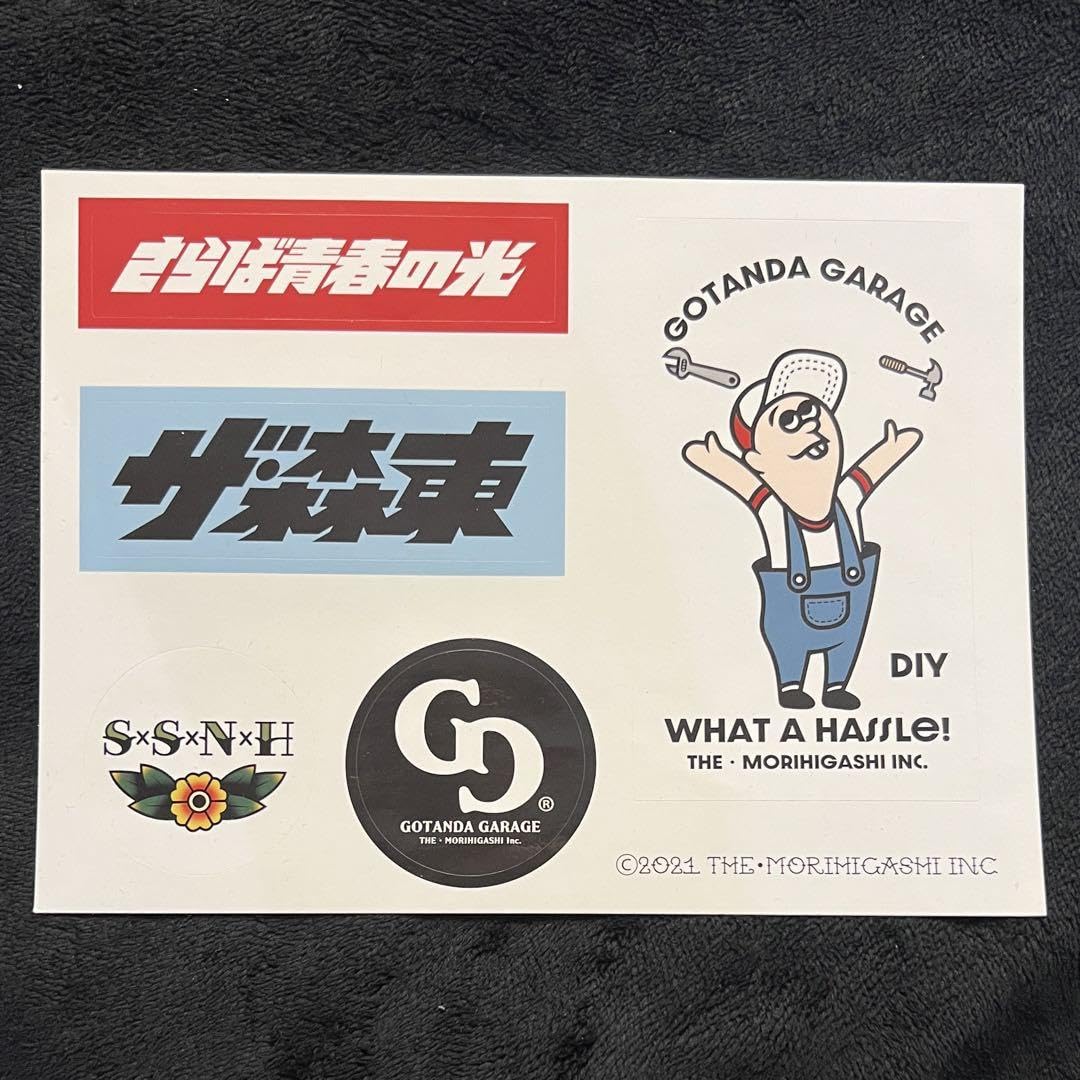 さらば青春の光
ザ・森東
S×S×N×H
GD
®
GOTANDA GARAGE
THE・MORIHIGASHI Inc.
GOTANDA GARAGE
DIY
WHAT A HASSLE!
THE・MORIHIGASHI INC.
©2021 THE・MORIHIGASHI INC